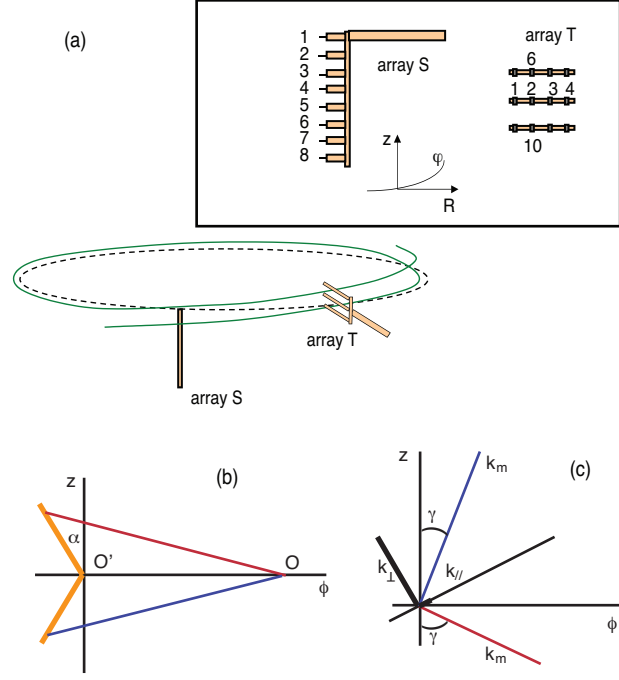 (a)
1
2
3
4
5
6
7
8
array S
z
φ
R
array T
6
1 2 3 4
10
array T
array S
(b)
z
α
O'
O
ϕ
(c)
z
k_m
γ
k_⊥
k_//
ϕ
γ
k_m